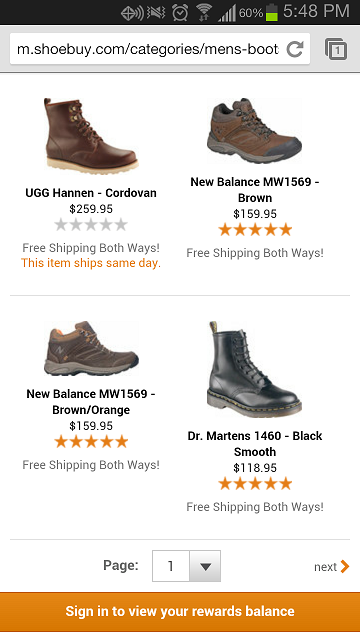 60% 5:48 PM
m.shoebuy.com/categories/mens-boot
1
UGG Hannen - Cordovan
$259.95
Free Shipping Both Ways!
This item ships same day.
New Balance MW1569 -
Brown
$159.95
Free Shipping Both Ways!
New Balance MW1569 -
Brown/Orange
$159.95
Free Shipping Both Ways!
Dr. Martens 1460 - Black
Smooth
$118.95
Free Shipping Both Ways!
Page: 1 next
Sign in to view your rewards balance